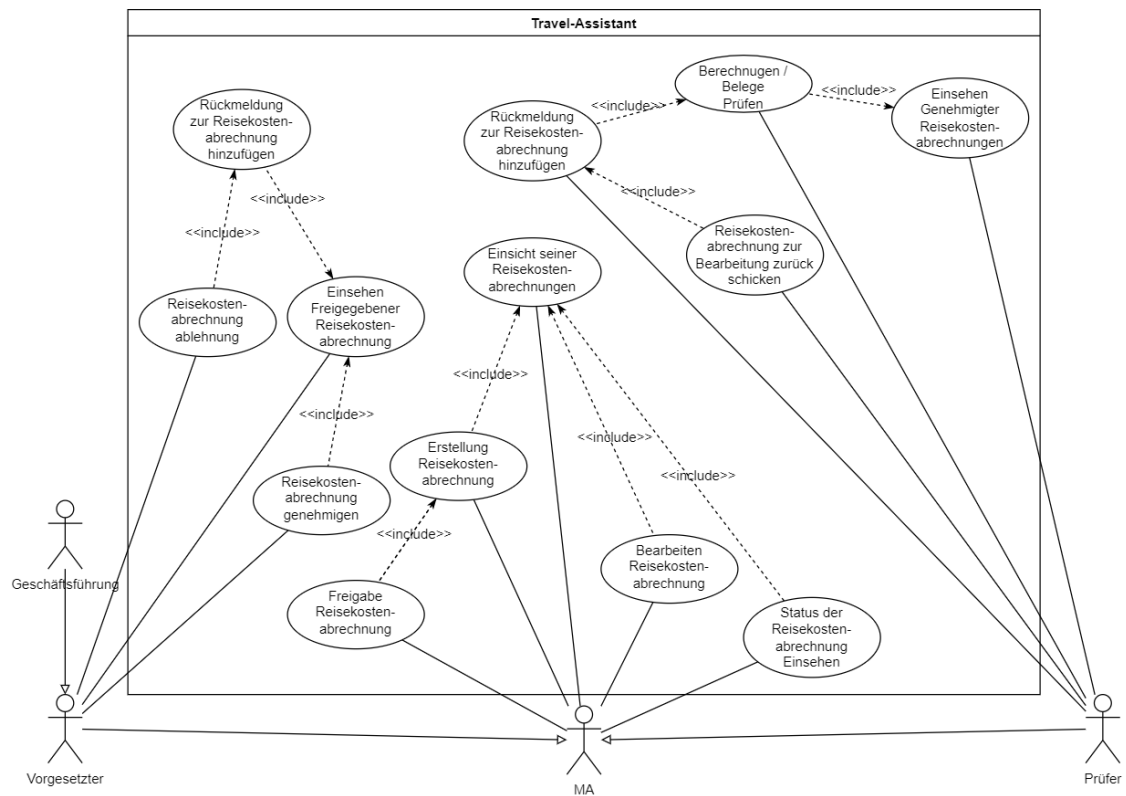 Travel-Assistant
Rückmeldung
zur Reisekosten-
abrechnung
hinzufügen
<<include>>
<<include>>
Reisekosten-
abrechnung
ablehnung
Einsehen
Freigegebener
Reisekosten-
abrechnung
<<include>>
Reisekosten-
abrechnung
genehmigen
Rückmeldung
zur Reisekosten-
abrechnung
hinzufügen
<<include>>
Berechnugen /
Belege
Prüfen
<<include>>
Einsehen
Genehmigter
Reisekosten-
abrechnungen
<<include>>
Reisekosten-
abrechnung zur
Bearbeitung zurück
schicken
Einsicht seiner
Reisekosten-
abrechnungen
<<include>>
<<include>>
<<include>>
Erstellung
Reisekosten-
abrechnung
<<include>>
Freigabe
Reisekosten-
abrechnung
Bearbeiten
Reisekosten-
abrechnung
Status der
Reisekosten-
abrechnung
Einsehen
Geschäftsführung
Vorgesetzter
MA
Prüfer